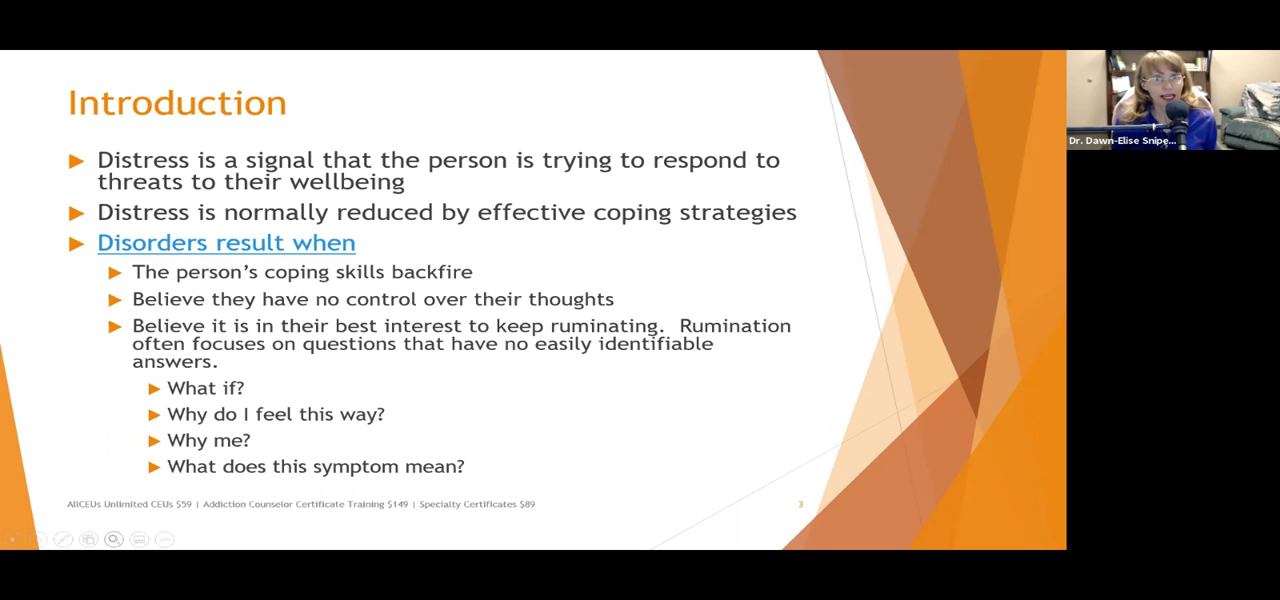 Introduction
Distress is a signal that the person is trying to respond to
threats to their wellbeing
Distress is normally reduced by effective coping strategies
Disorders result when
The person's coping skills backfire
Believe they have no control over their thoughts
Believe it is in their best interest to keep ruminating.  Rumination
often focuses on questions that have no easily identifiable
answers.
What if?
Why do I feel this way?
Why me?
What does this symptom mean?
AllCEUs Unlimited CEUs $59 | Addiction Counselor Certificate Training $149 | Specialty Certificates $89
3
Dr. Dawn-Elise Snipe...